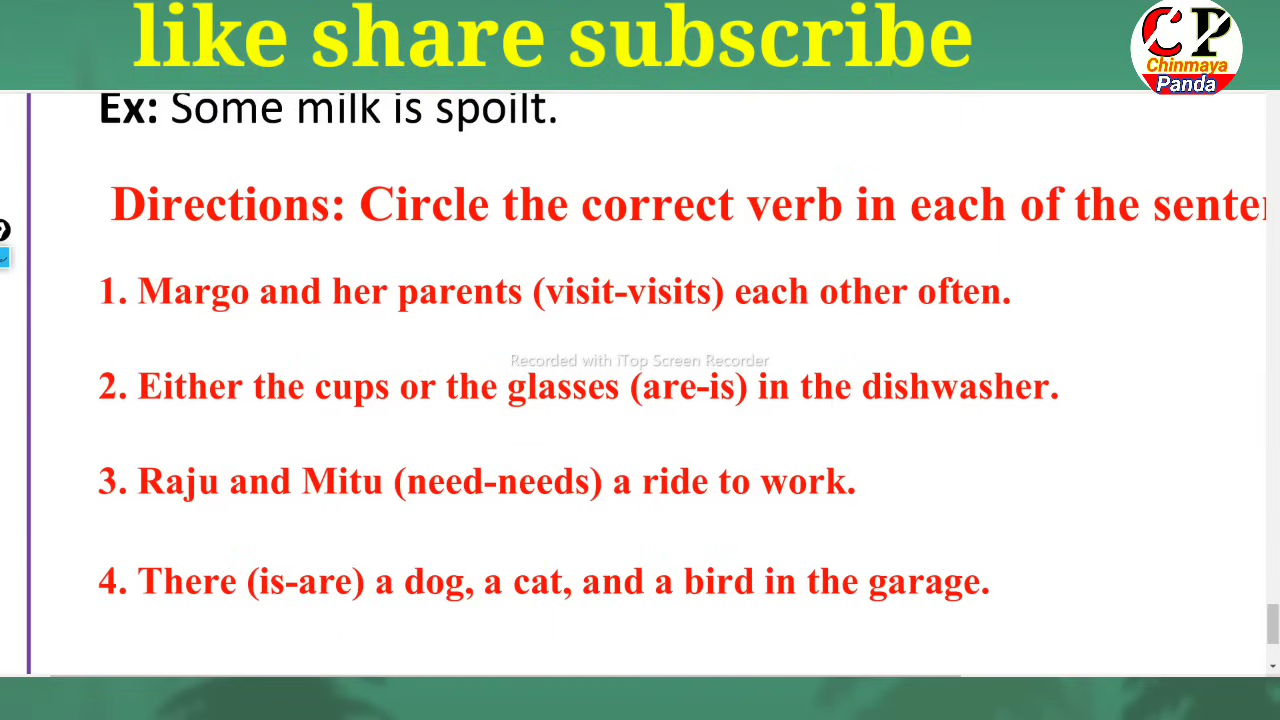 like share subscribe
CP
Chinmaya
Panda
Ex: Some milk is spoilt.
Directions: Circle the correct verb in each of the
1. Margo and her parents (visit-visits) each other often.
Recorded with iTop Screen Recorder
2. Either the cups or the glasses (are-is) in the dishwasher.
3. Raju and Mitu (need-needs) a ride to work.
4. There (is-are) a dog, a cat, and a bird in the garage.